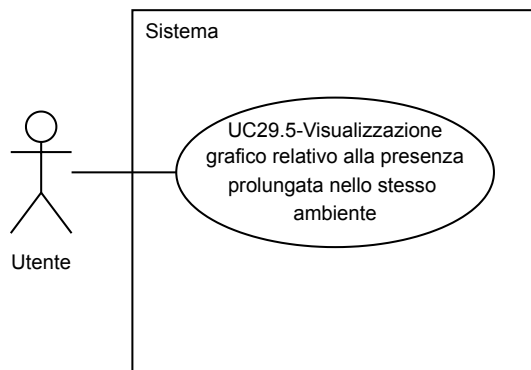 Sistema
UC29.5-Visualizzazione
grafico relativo alla presenza
prolungata nello stesso
ambiente
Utente